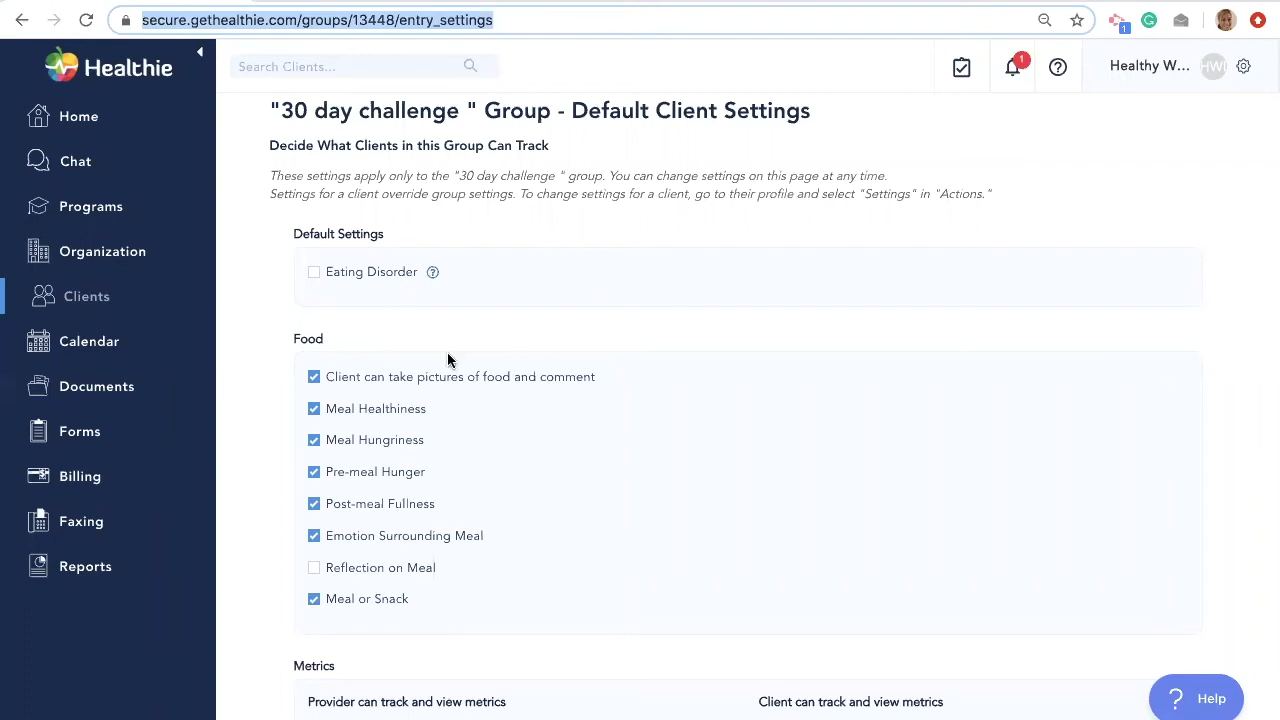 secure.gethealthie.com/groups/13448/entry_settings
1
Healthie
Search Clients...
1
Healthy W...
HWD
Home
Chat
Programs
Organization
Clients
Calendar
Documents
Forms
Billing
Faxing
Reports
"30 day challenge " Group - Default Client Settings
Decide What Clients in this Group Can Track
These settings apply only to the "30 day challenge " group. You can change settings on this page at any time.
Settings for a client override group settings. To change settings for a client, go to their profile and select "Settings" in "Actions."
Default Settings
Eating Disorder ?
Food
Client can take pictures of food and comment
Meal Healthiness
Meal Hungriness
Pre-meal Hunger
Post-meal Fullness
Emotion Surrounding Meal
Reflection on Meal
Meal or Snack
Metrics
Provider can track and view metrics
Client can track and view metrics
? Help